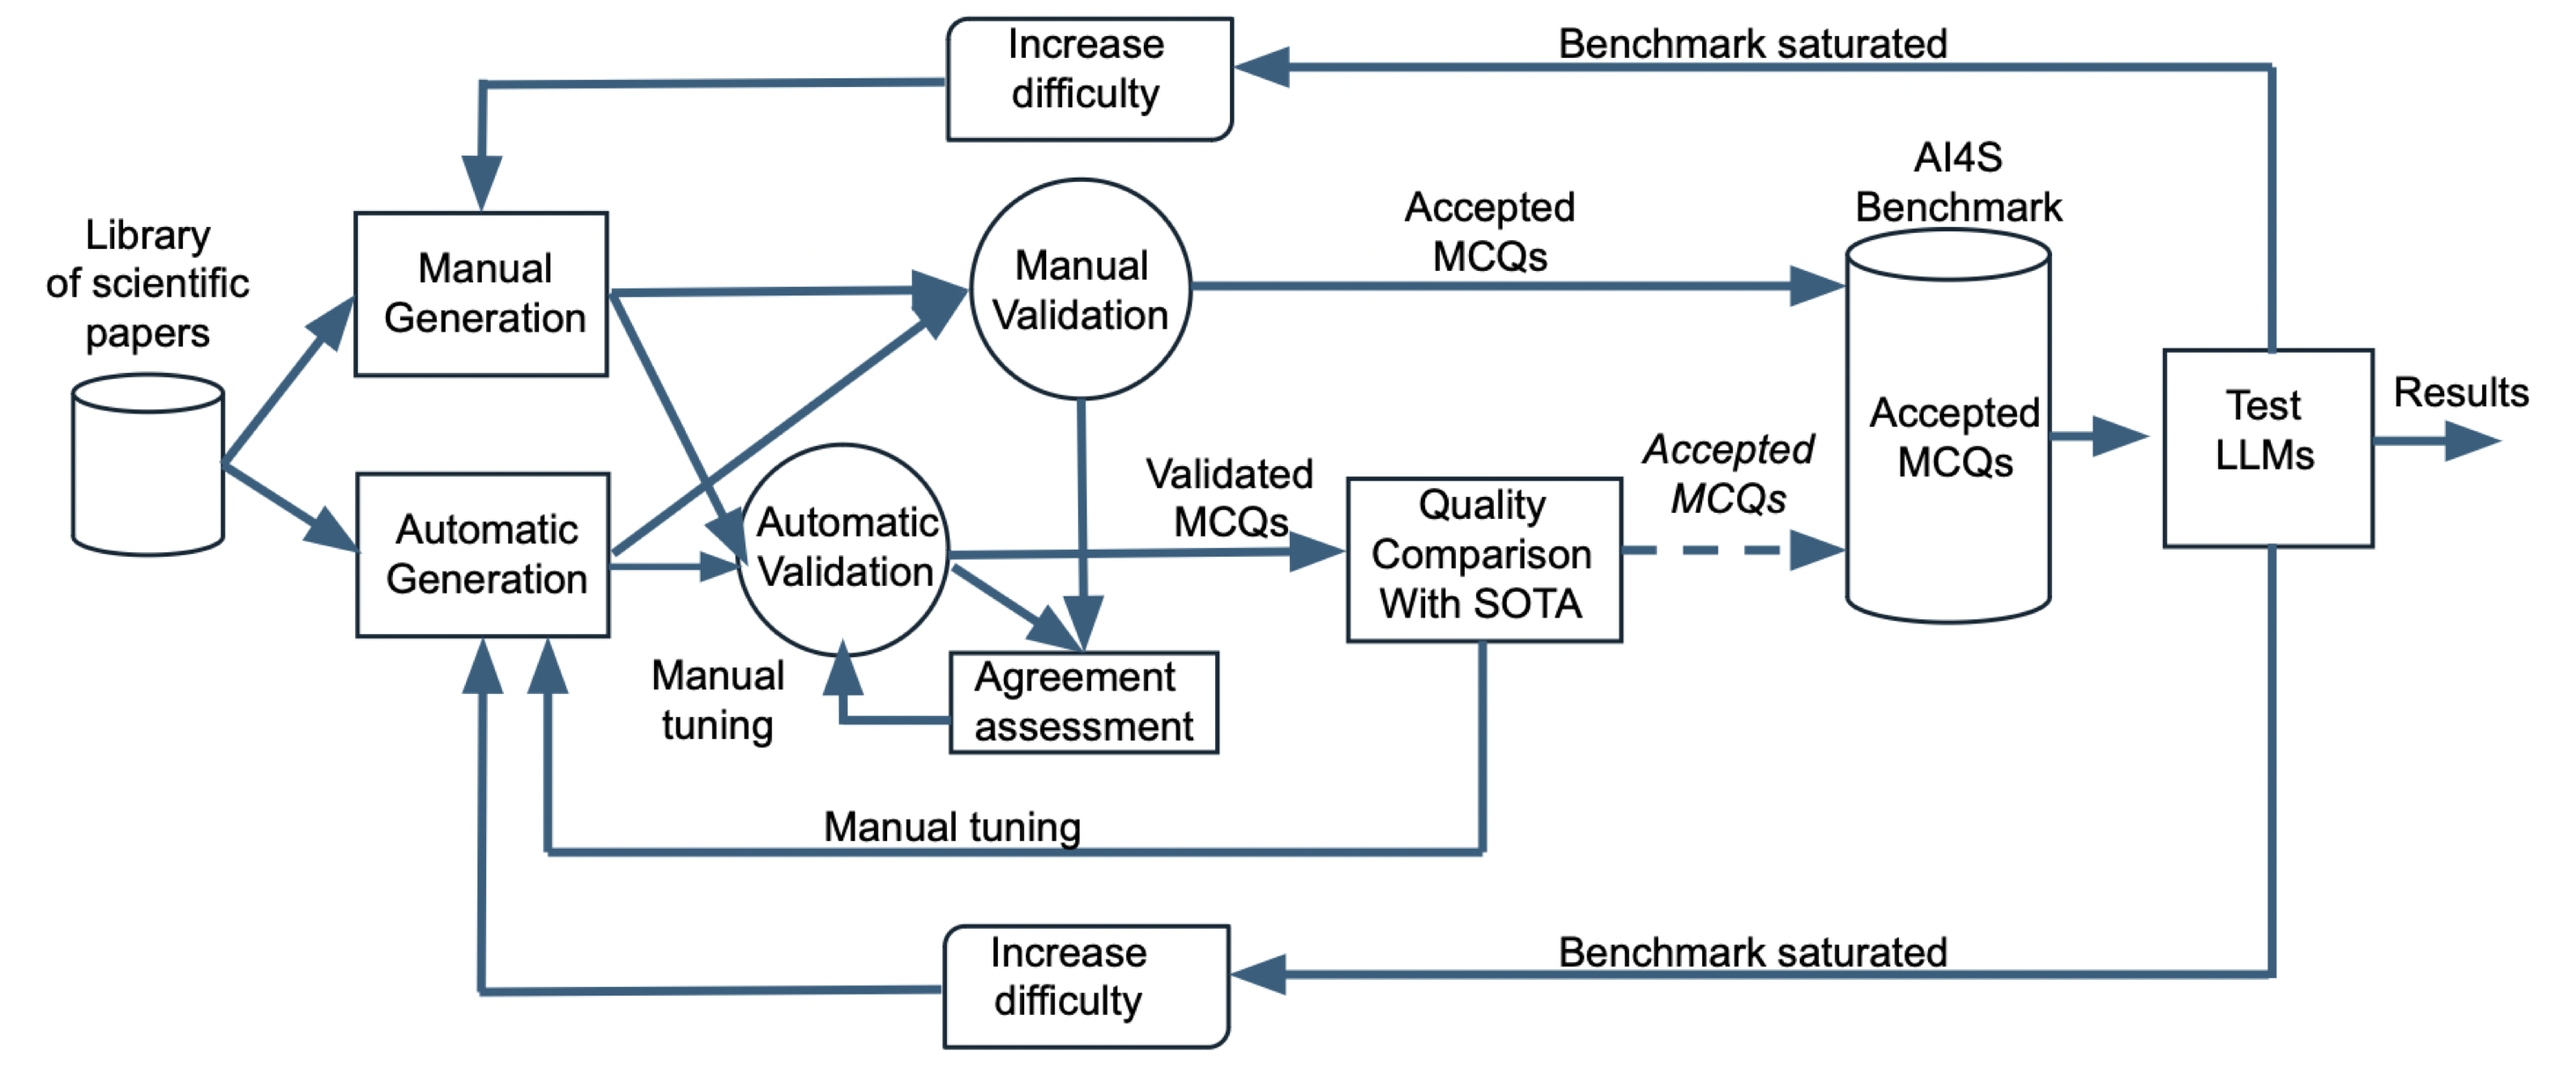 Increase
difficulty
Benchmark saturated
AI4S
Benchmark
Library
of scientific
papers
Manual
Generation
Manual
Validation
Accepted
MCQs
Accepted
MCQs
Test
LLMs
Results
Automatic
Generation
Automatic
Validation
Validated
MCQs
Quality
Comparison
With SOTA
Accepted
MCQs
Manual
tuning
Agreement
assessment
Manual tuning
Increase
difficulty
Benchmark saturated